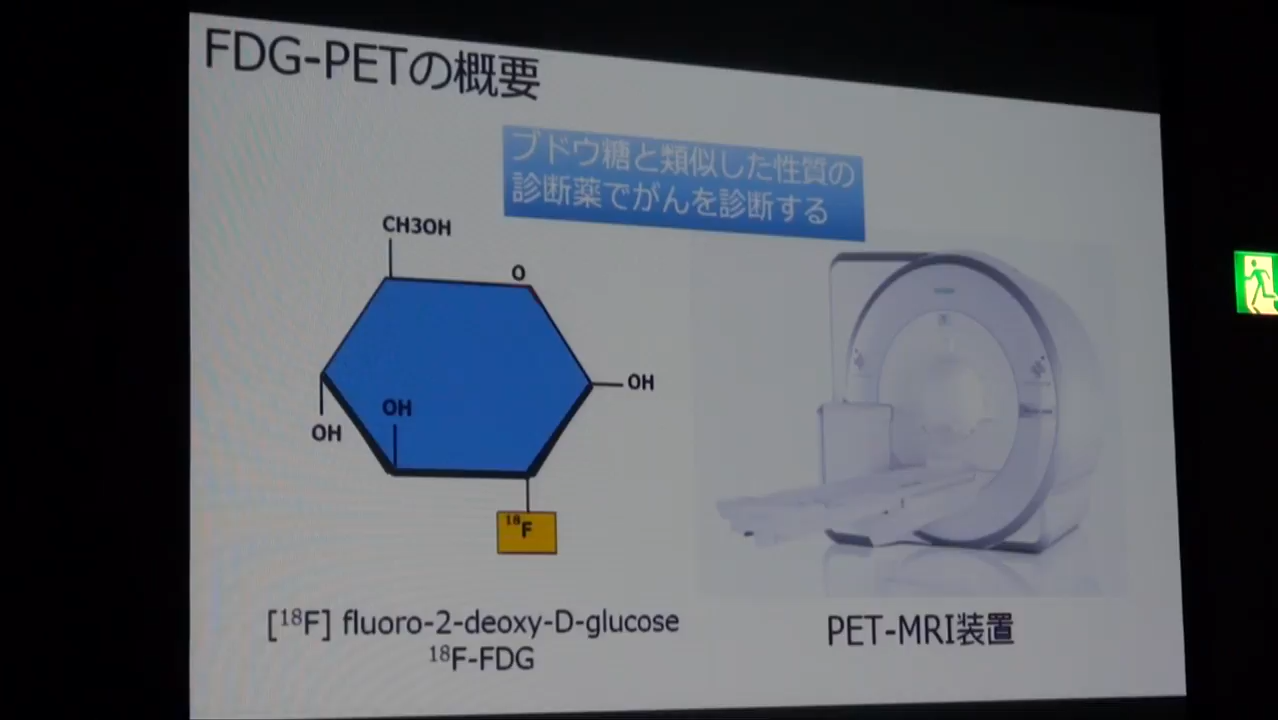 FDG-PETの概要
ブドウ糖と類似した性質の
診断薬でがんを診断する
CH3OH
O
OH
OH
OH
¹⁸F
[¹⁸F] fluoro-2-deoxy-D-glucose
¹⁸F-FDG
PET-MRI装置